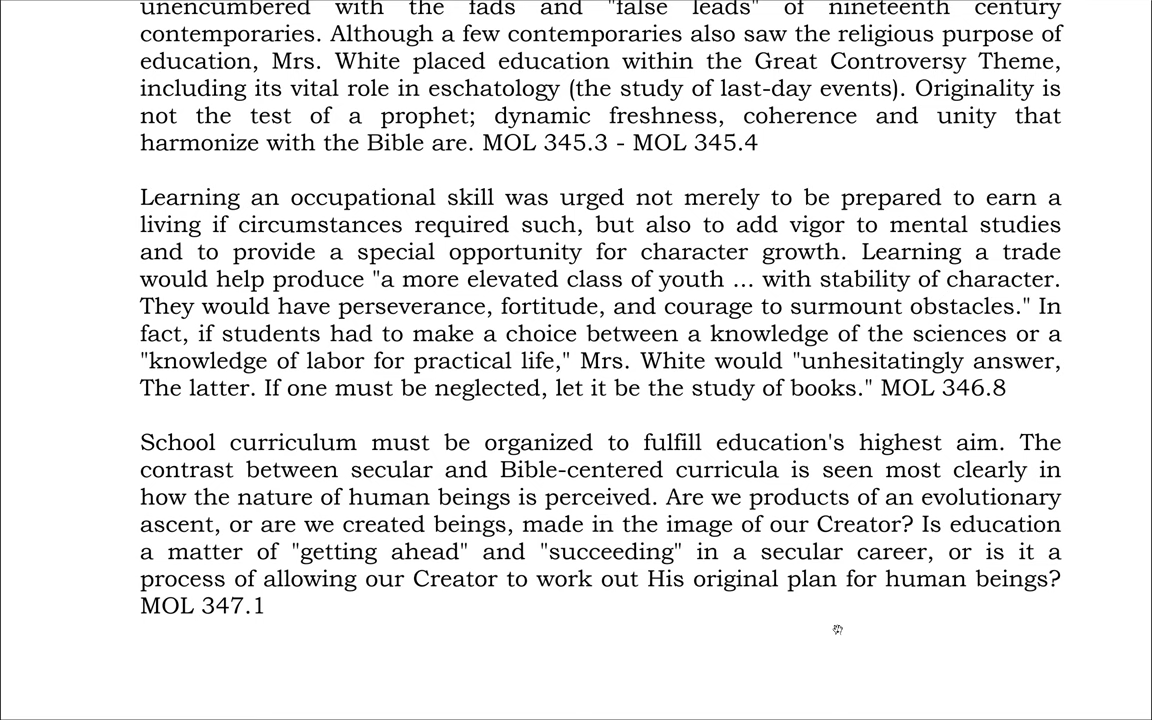 unencumbered with the fads and "false leads" of nineteenth century
contemporaries. Although a few contemporaries also saw the religious purpose of
education, Mrs. White placed education within the Great Controversy Theme,
including its vital role in eschatology (the study of last-day events). Originality is
not the test of a prophet; dynamic freshness, coherence and unity that
harmonize with the Bible are. MOL 345.3 - MOL 345.4
Learning an occupational skill was urged not merely to be prepared to earn a
living if circumstances required such, but also to add vigor to mental studies
and to provide a special opportunity for character growth. Learning a trade
would help produce "a more elevated class of youth ... with stability of character.
They would have perseverance, fortitude, and courage to surmount obstacles." In
fact, if students had to make a choice between a knowledge of the sciences or a
"knowledge of labor for practical life," Mrs. White would "unhesitatingly answer,
The latter. If one must be neglected, let it be the study of books." MOL 346.8
School curriculum must be organized to fulfill education's highest aim. The
contrast between secular and Bible-centered curricula is seen most clearly in
how the nature of human beings is perceived. Are we products of an evolutionary
ascent, or are we created beings, made in the image of our Creator? Is education
a matter of "getting ahead" and "succeeding" in a secular career, or is it a
process of allowing our Creator to work out His original plan for human beings?
MOL 347.1